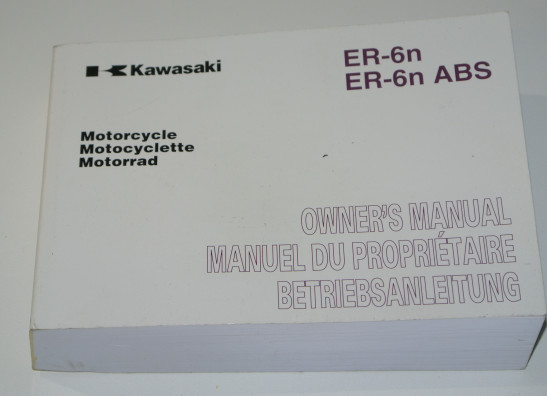 Kawasaki
ER-6n
ER-6n ABS
Motorcycle
Motocyclette
Motorrad
OWNER'S MANUAL
MANUEL DU PROPRIÉTAIRE
BETRIEBSANLEITUNG